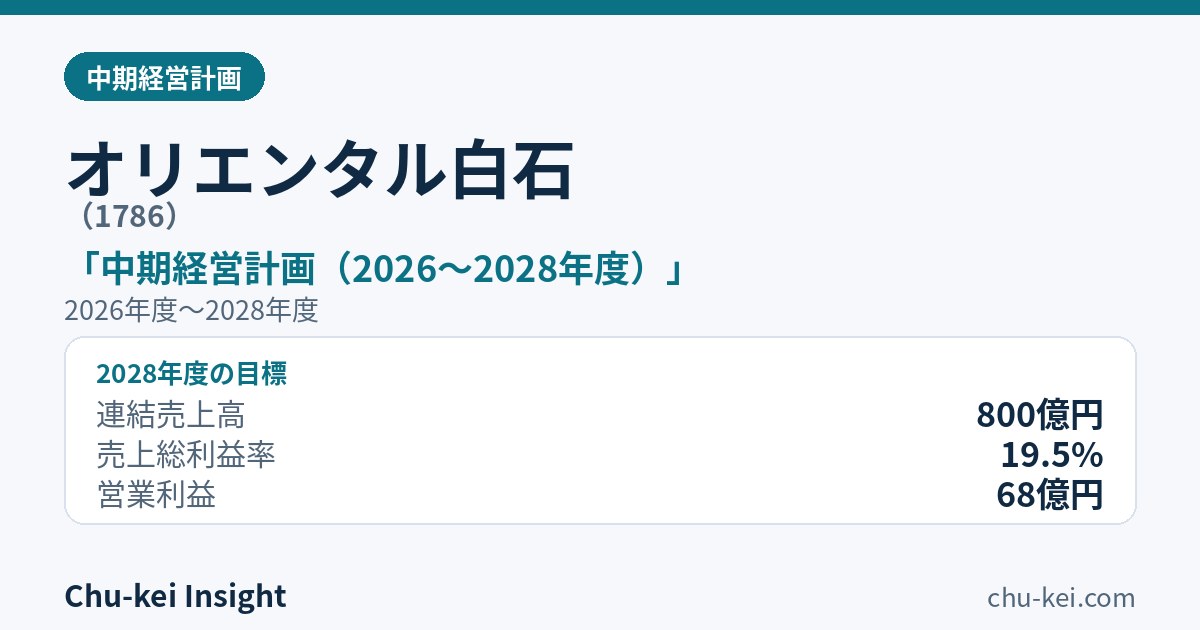 中期経営計画
オリエンタル白石
（1786）
「中期経営計画（2026～2028年度）」
2026年度～2028年度
2028年度の目標
連結売上高 800億円
売上総利益率 19.5%
営業利益 68億円
Chu-kei Insight chu-kei.com